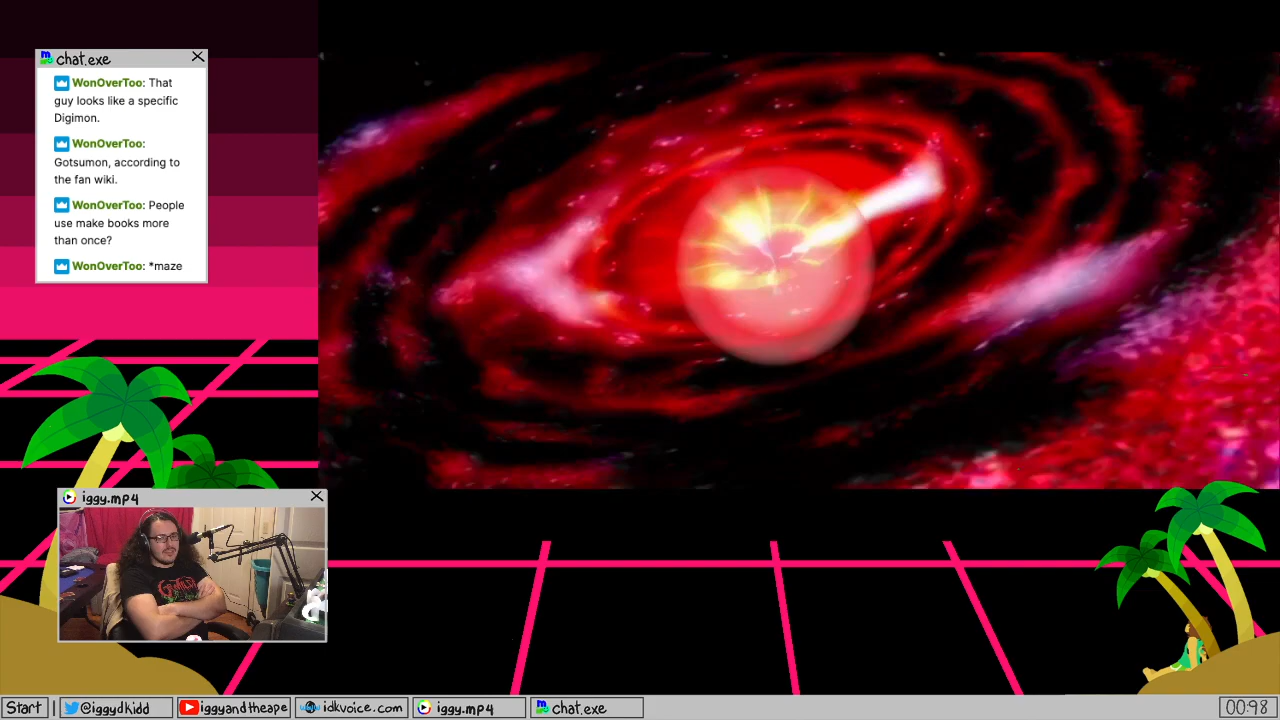 chat.exe
WonOverToo: That
guy looks like a specific
Digimon.
WonOverToo:
Gotsumon, according to
the fan wiki.
WonOverToo: People
use make books more
than once?
WonOverToo: *maze
iggy.mp4
Start | @iggydkidd iggyandtheape idkvoice.com iggy.mp4 chat.exe 00:98